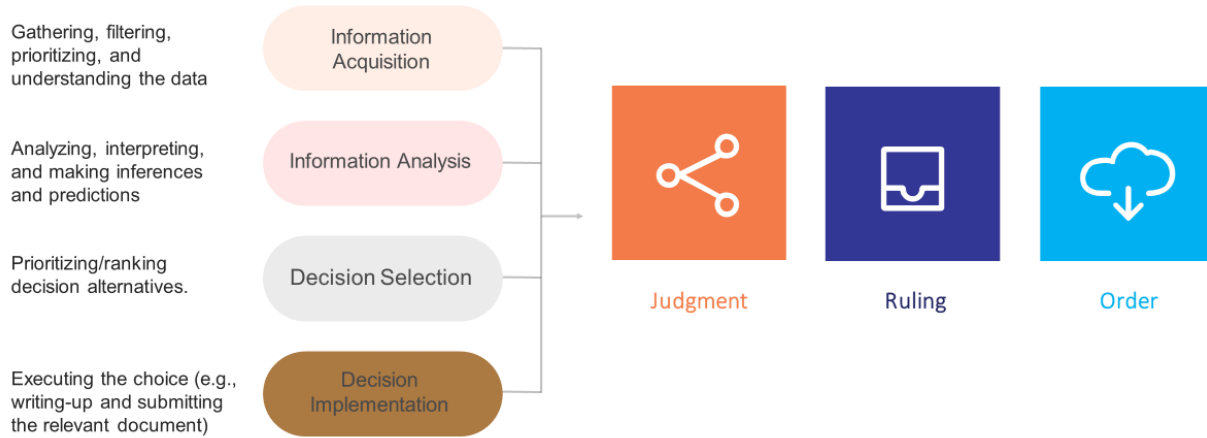 Gathering, filtering,
prioritizing, and
understanding the data
Information
Acquisition
Analyzing, interpreting,
and making inferences
and predictions
Information Analysis
Prioritizing/ranking
decision alternatives.
Decision Selection
Executing the choice (e.g.,
writing-up and submitting
the relevant document)
Decision
Implementation
Judgment
Ruling
Order